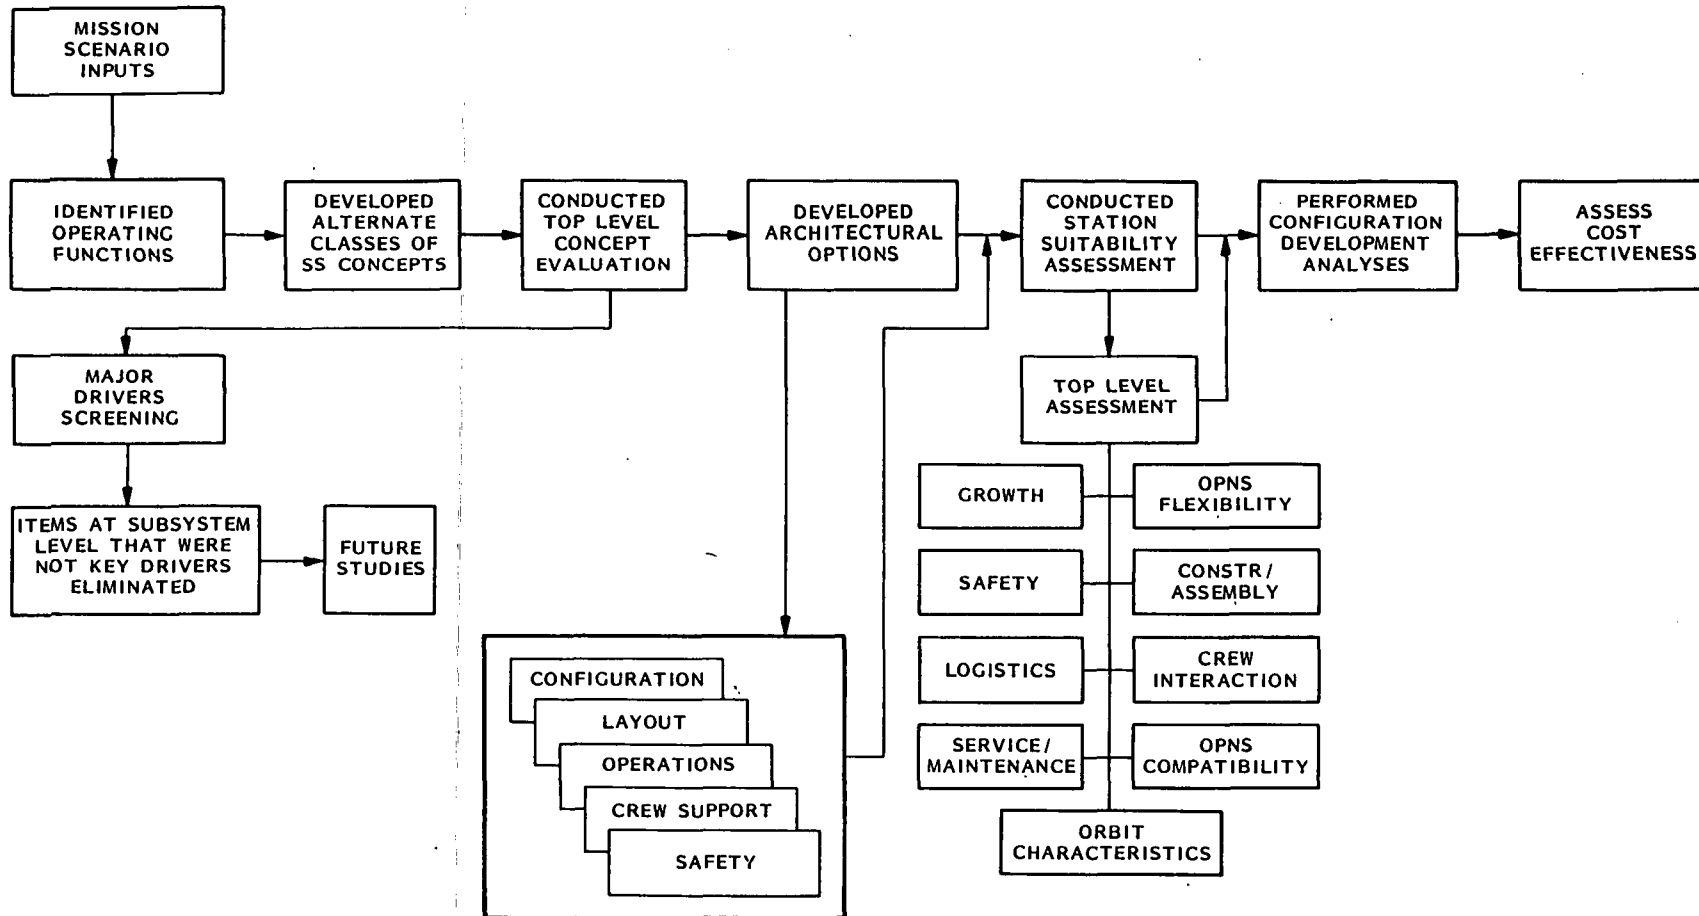 MISSION
SCENARIO
INPUTS
IDENTIFIED
OPERATING
FUNCTIONS
DEVELOPED
ALTERNATE
CLASSES OF
SS CONCEPTS
CONDUCTED
TOP LEVEL
CONCEPT
EVALUATION
DEVELOPED
ARCHITECTURAL
OPTIONS
CONDUCTED
STATION
SUITABILITY
ASSESSMENT
PERFORMED
CONFIGURATION
DEVELOPMENT
ANALYSES
ASSESS
COST
EFFECTIVENESS
MAJOR
DRIVERS
SCREENING
ITEMS AT SUBSYSTEM
LEVEL THAT WERE
NOT KEY DRIVERS
ELIMINATED
FUTURE
STUDIES
CONFIGURATION
LAYOUT
OPERATIONS
CREW SUPPORT
SAFETY
TOP LEVEL
ASSESSMENT
GROWTH
OPNS
FLEXIBILITY
SAFETY
CONSTR/
ASSEMBLY
LOGISTICS
CREW
INTERACTION
SERVICE/
MAINTENANCE
OPNS
COMPATIBILITY
ORBIT
CHARACTERISTICS